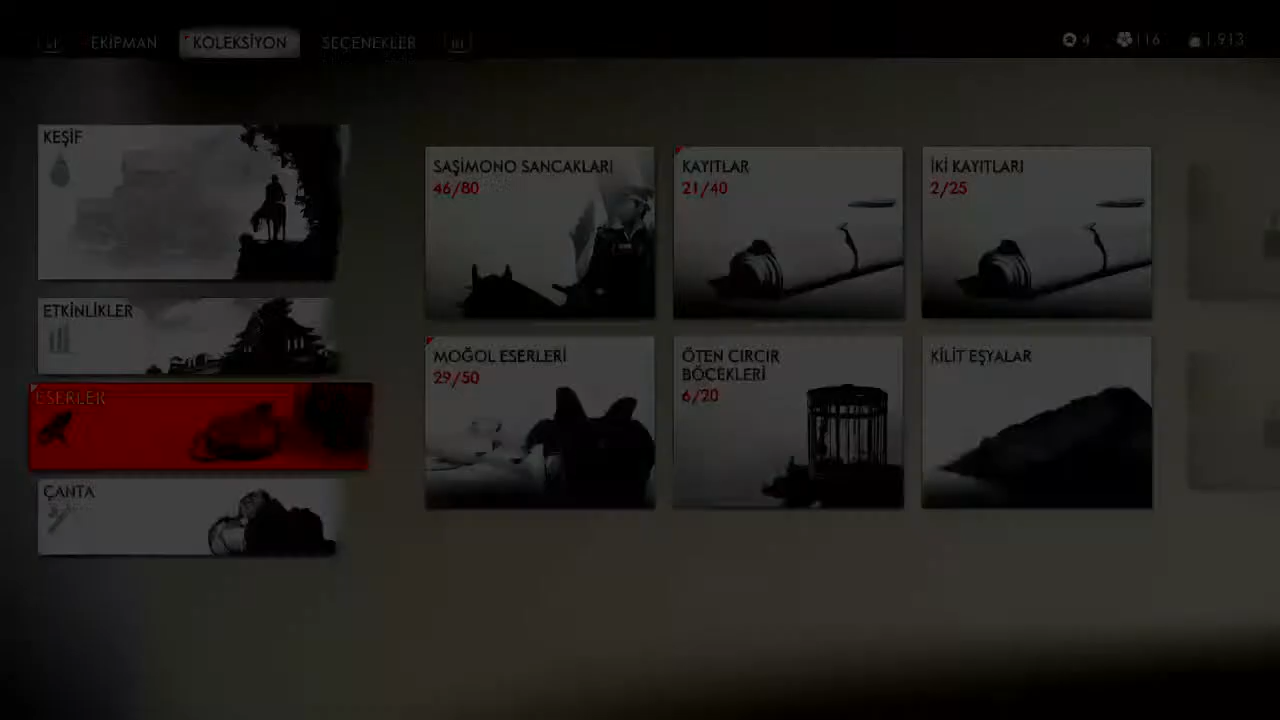 EKİPMAN
KOLEKSİYON
SEÇENEKLER
R1
4
116
1,913
KEŞİF
ETKİNLİKLER
ESERLER
ÇANTA
SAŞİMONO SANCAKLARI
46/80
KAYITLAR
21/40
İKİ KAYITLARI
2/25
MOĞOL ESERLERİ
29/50
ÖTEN CIRCIR
BÖCEKLERİ
6/20
KİLİT EŞYALAR